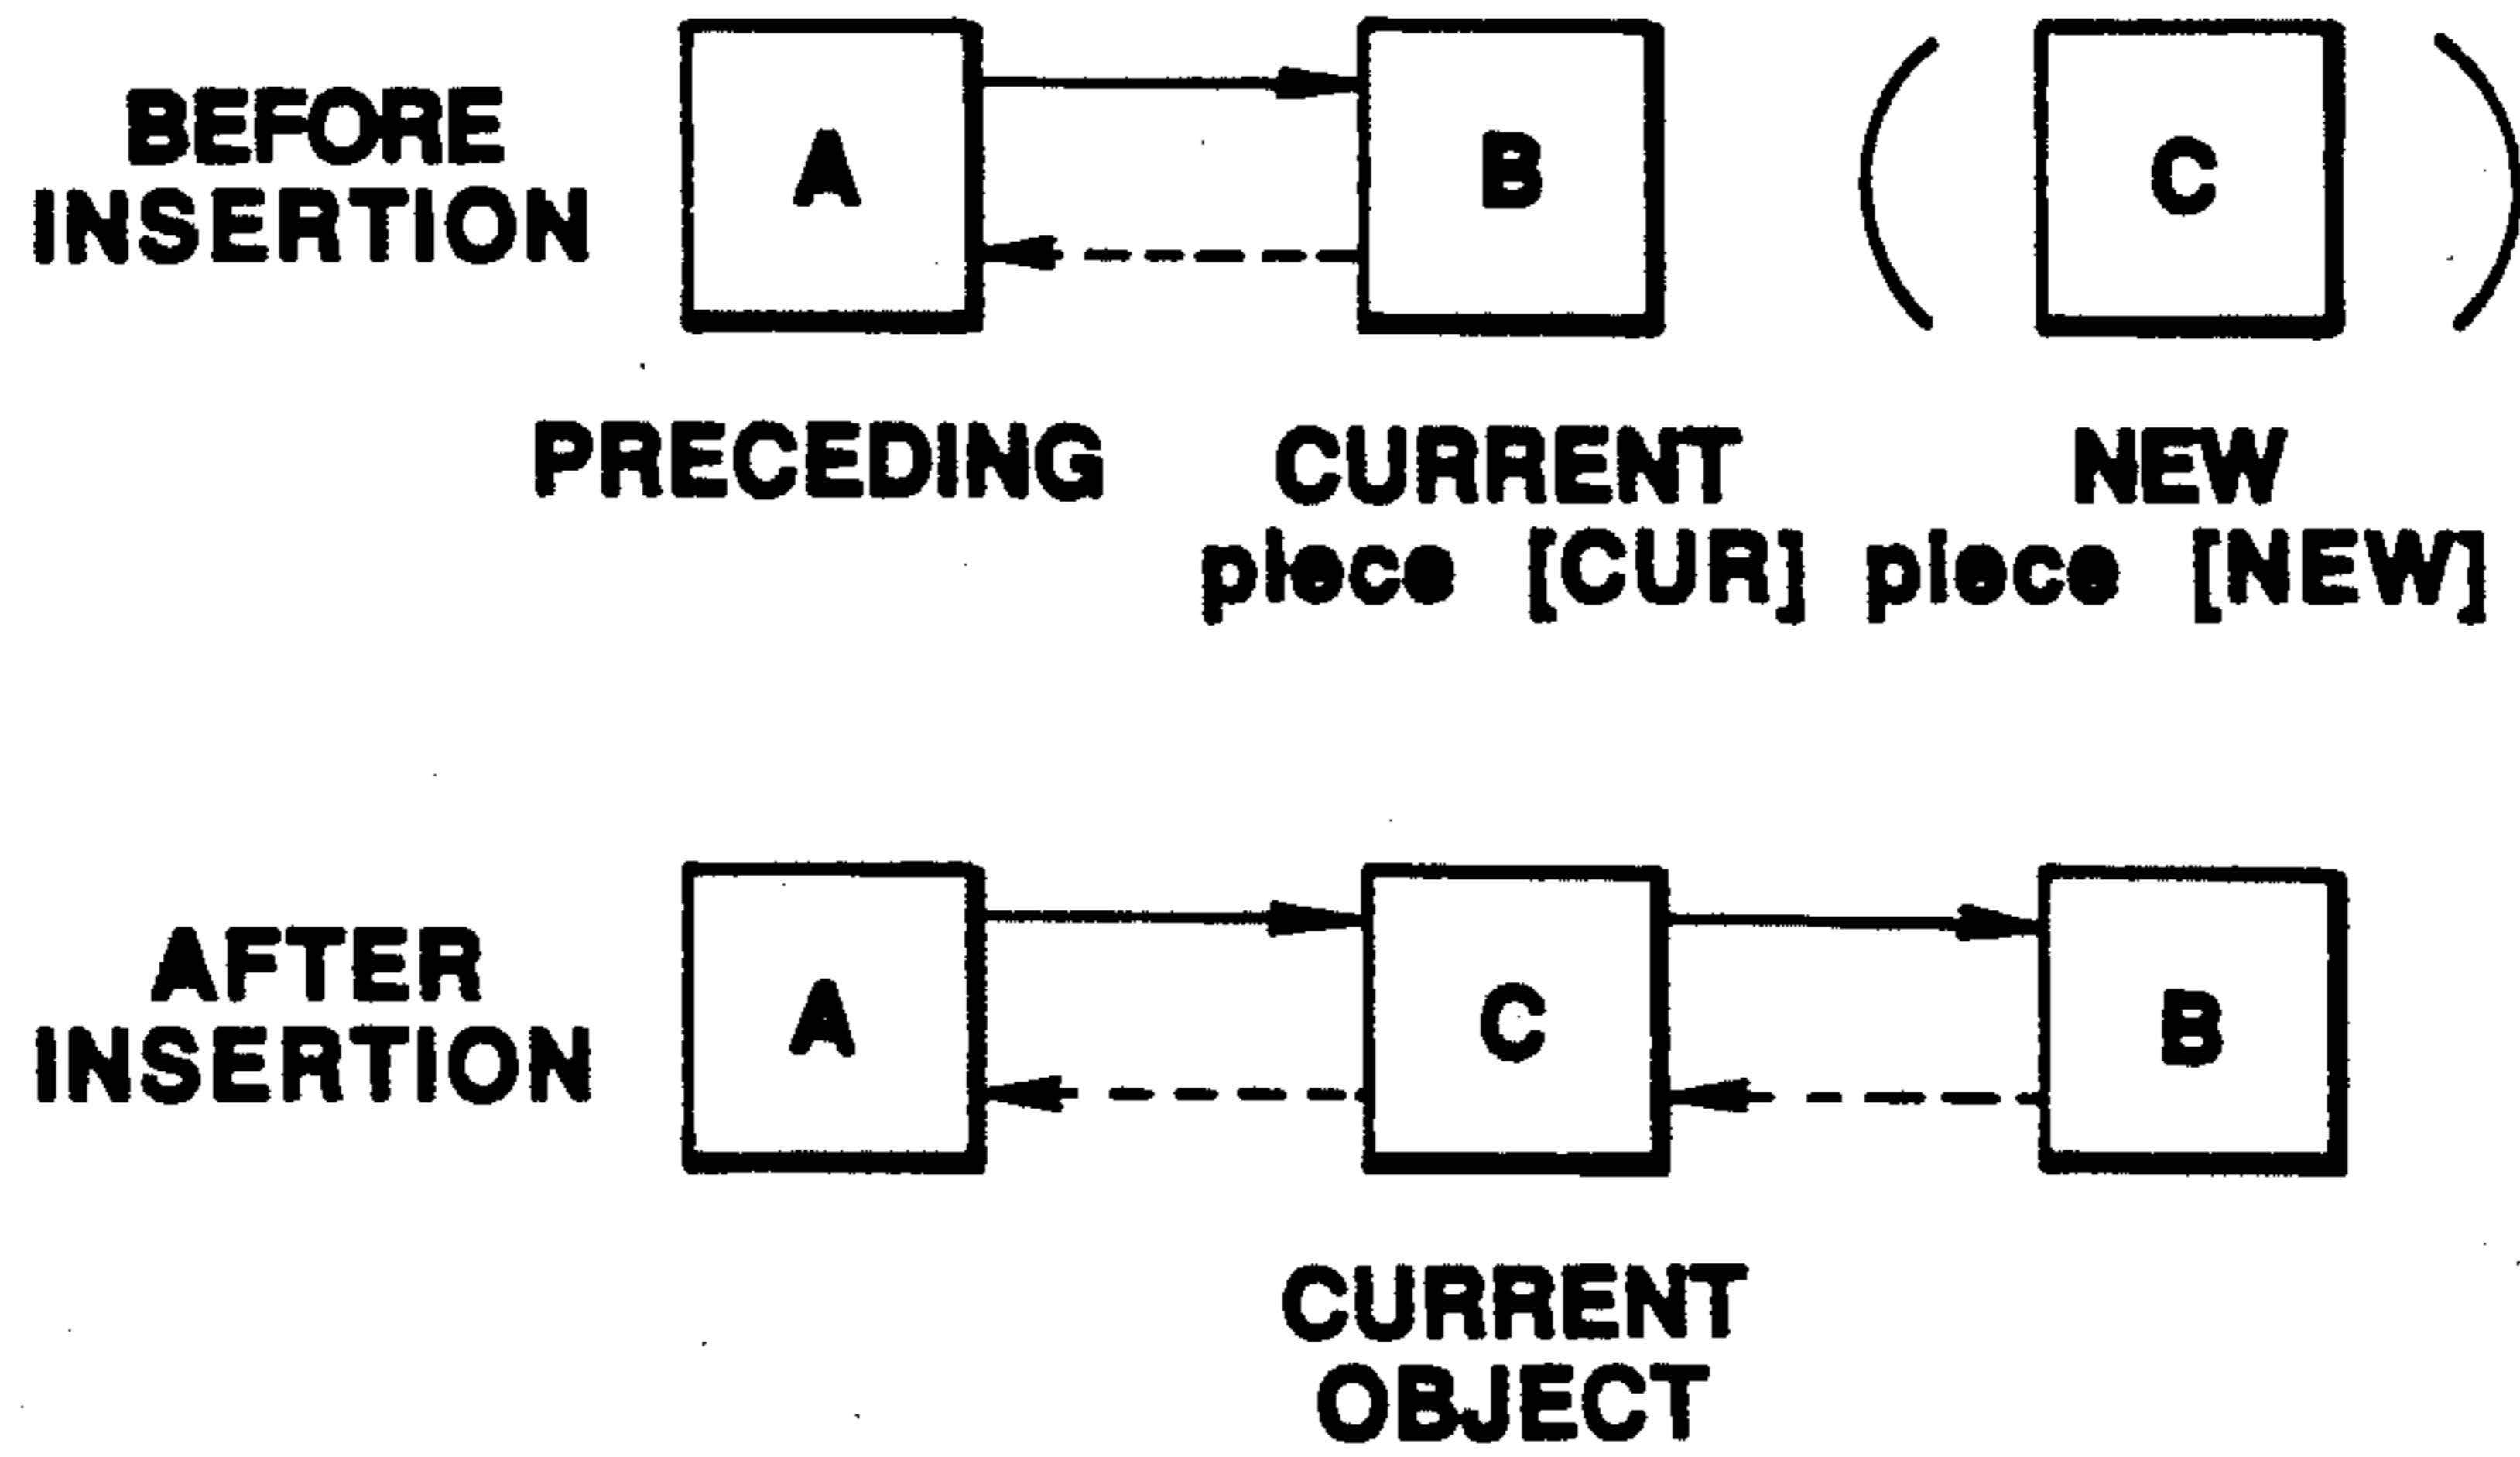 BEFORE
INSERTION
A
B
C
PRECEDING
CURRENT
piece [CUR]
NEW
piece [NEW]
AFTER
INSERTION
A
C
B
CURRENT
OBJECT